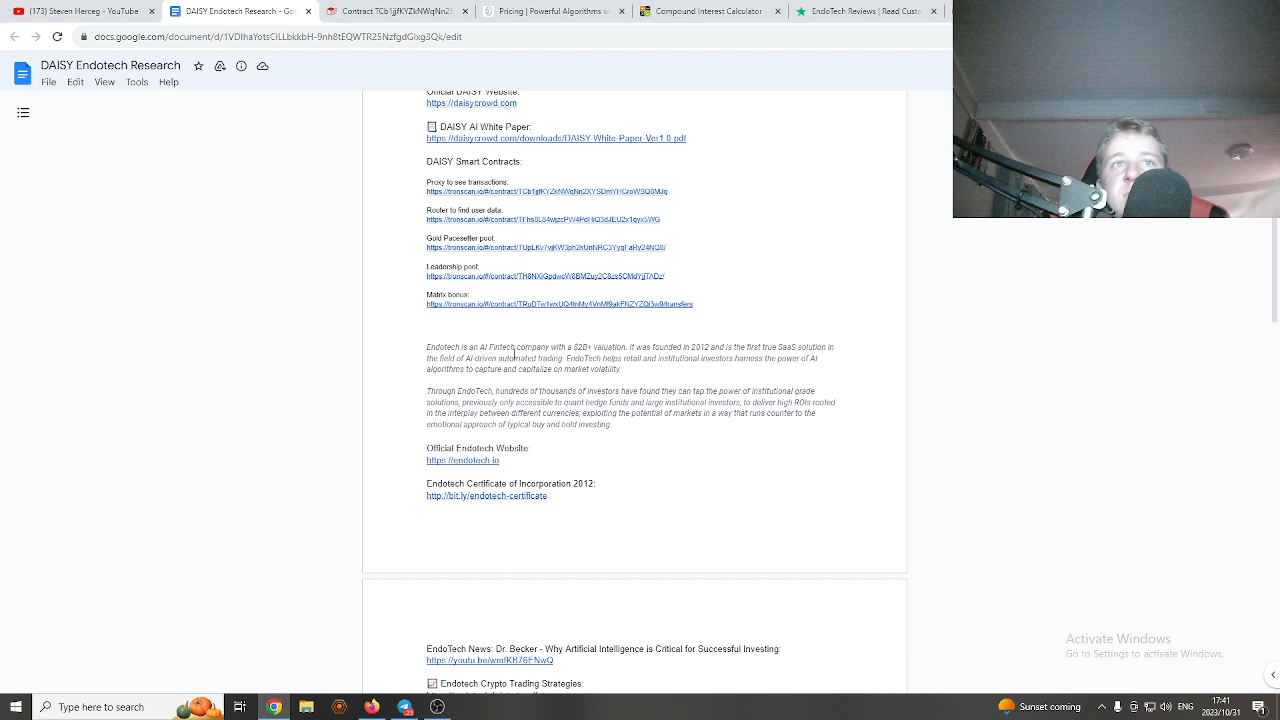 (173) Steven Herceg - YouTube
DAISY Endotech Research - Goo
Contract TCb1jjfKYZkNWqNn2X
Pricing | Powerful Algorithms fo
Compound Interest Calculator
EndoTech Reviews | Read Custo
DAISY Endotech Research
File Edit View Tools Help
Official DAISY Website:
https://daisycrowd.com
DAISY AI White Paper:
https://daisycrowd.com/downloads/DAISY-White-Paper-Ver1.0.pdf
DAISY Smart Contracts:
Proxy to see transactions:
Router to find user data:
Gold Pacesetter pool:
Leadership pool:
Matrix bonus:
Endotech is an AI Fintech company with a $2B+ valuation. It was founded in 2012 and is the first true SaaS solution in
the field of AI-driven automated trading. EndoTech helps retail and institutional investors harness the power of AI
algorithms to capture and capitalize on market volatility.
Through EndoTech, hundreds of thousands of investors have found they can tap the power of institutional grade
solutions, previously only accessible to quant hedge funds and large institutional investors, to deliver high ROIs rooted
in the interplay between different currencies; exploiting the potential of markets in a way that runs counter to the
emotional approach of typical buy and hold investing.
Official Endotech Website:
https://endotech.io
Endotech Certificate of Incorporation 2012:
http://bit.ly/endotech-certificate
EndoTech News: Dr. Becker - Why Artificial Intelligence is Critical for Successful Investing:
https://youtu.be/wmfKB76ENwQ
Endotech Crypto Trading Strategies:
Activate Windows
Go to Settings to activate Windows.
Type here to search
Sunny conditions
17:41
2023/10/31